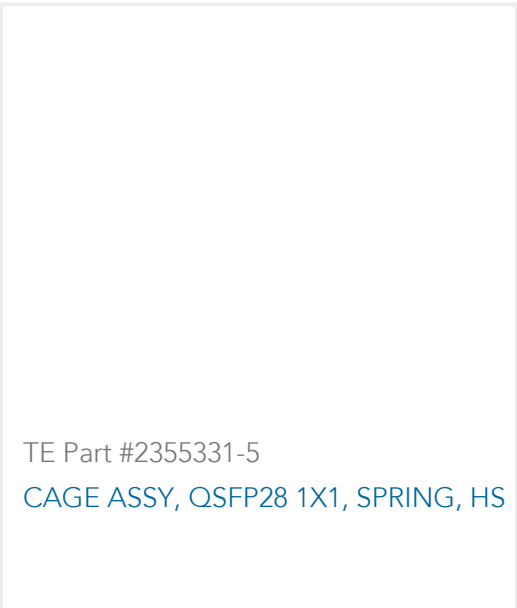 TE Part #2355331-5
CAGE ASSY, QSFP28 1X1, SPRING, HS